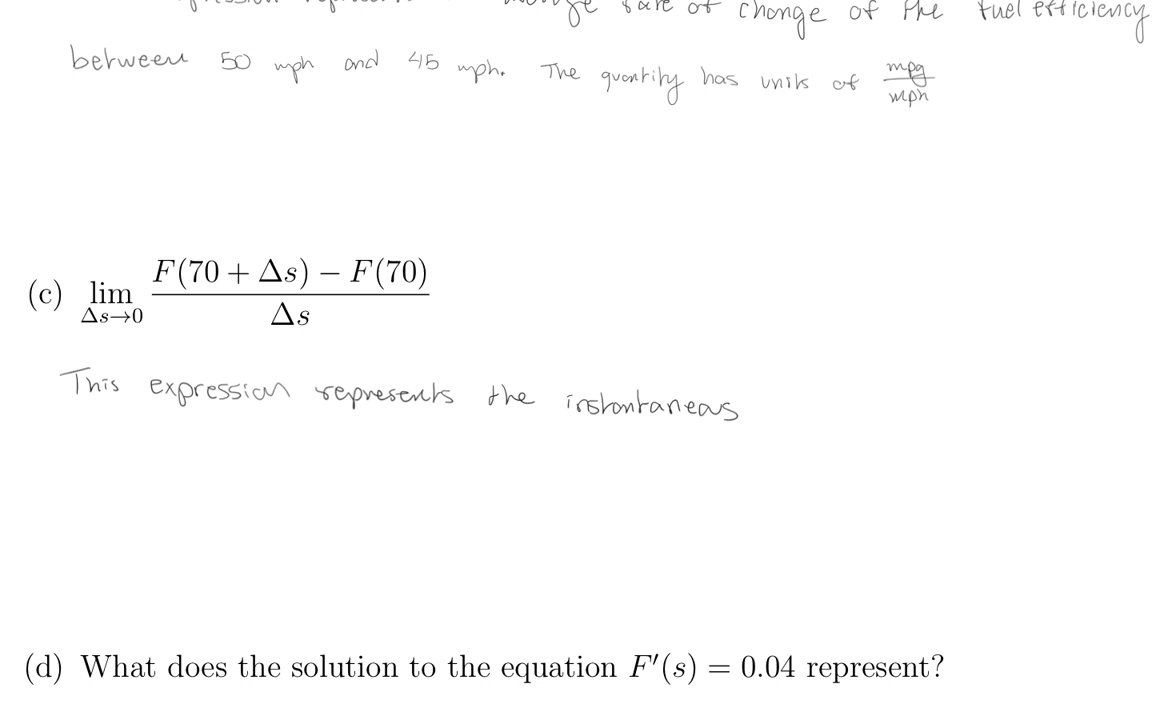 rate of change of the fuel efficiency
between 50 mph and 45 mph. The quantity has units of mpg/mph
(c) lim_{Δs→0} (F(70 + Δs) − F(70))/Δs
This expression represents the instantaneous
(d) What does the solution to the equation F′(s) = 0.04 represent?